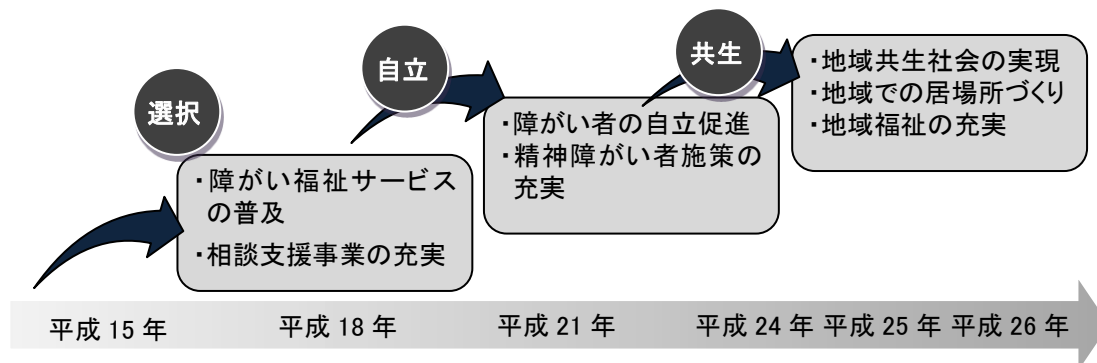 選択
・障がい福祉サービス
の普及
・相談支援事業の充実
自立
・障がい者の自立促進
・精神障がい者施策の
充実
共生
・地域共生社会の実現
・地域での居場所づくり
・地域福祉の充実
平成 15 年 平成 18 年 平成 21 年 平成 24 年 平成 25 年 平成 26 年